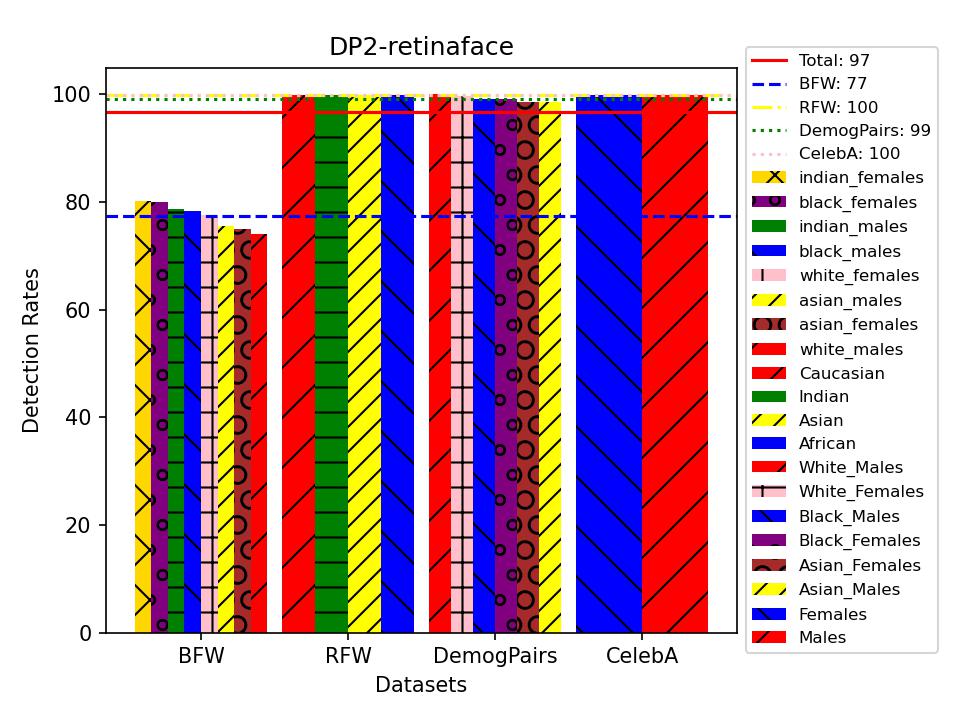 DP2-retinaface
Detection Rates
100
80
60
40
20
0
BFW
RFW
DemogPairs
CelebA
Datasets
Total: 97
BFW: 77
RFW: 100
DemogPairs: 99
CelebA: 100
indian_females
black_females
indian_males
black_males
white_females
asian_males
asian_females
white_males
Caucasian
Indian
Asian
African
White_Males
White_Females
Black_Males
Black_Females
Asian_Females
Asian_Males
Females
Males